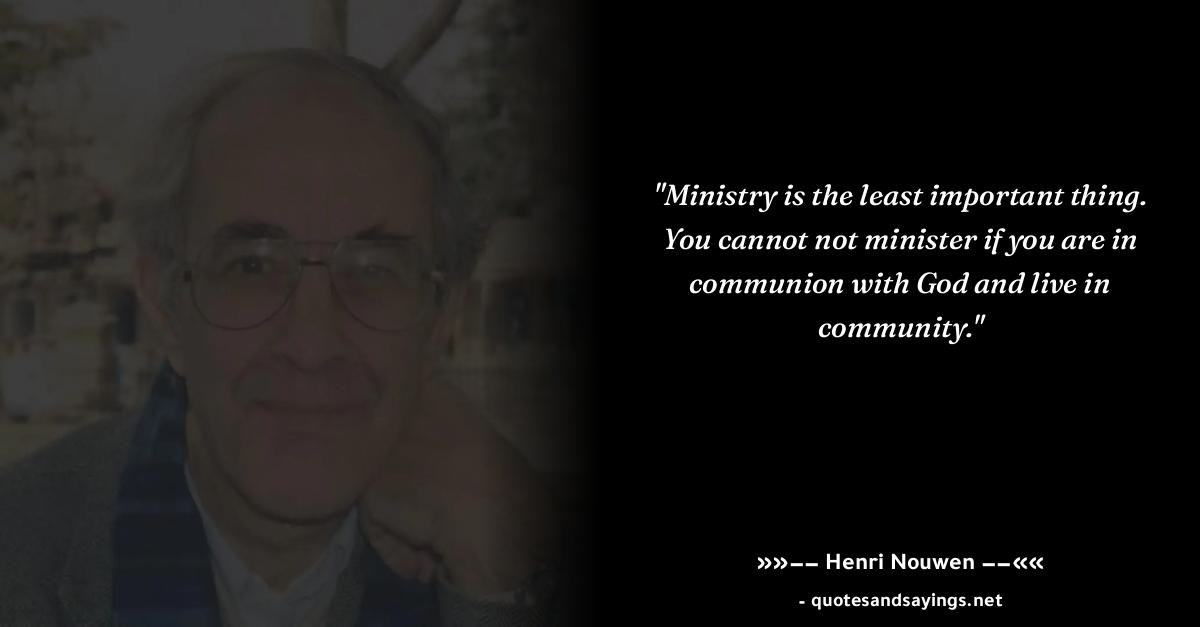 "Ministry is the least important thing.
You cannot not minister if you are in
communion with God and live in
community."
»»–– Henri Nouwen ––««
- quotesandsayings.net